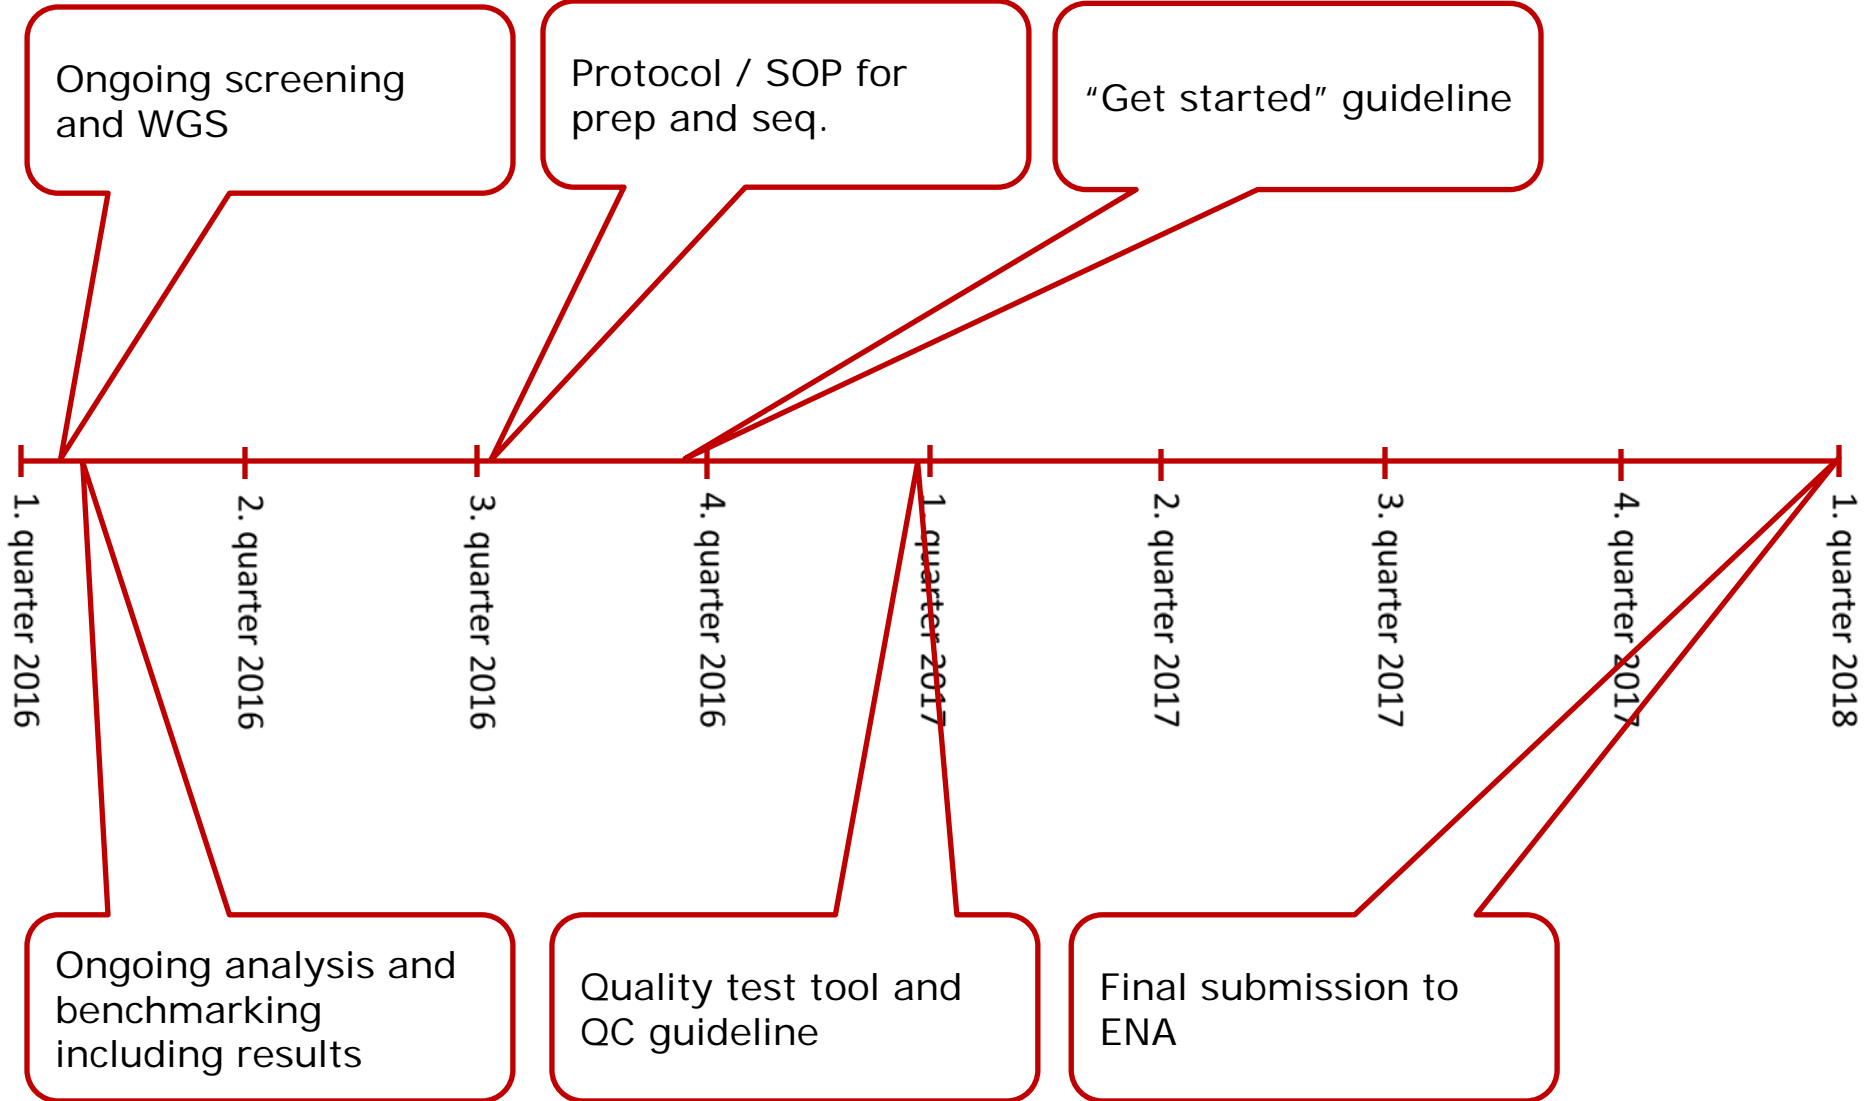 Ongoing screening
and WGS
Protocol / SOP for
prep and seq.
“Get started” guideline
1. quarter 2016
2. quarter 2016
3. quarter 2016
4. quarter 2016
1. quarter 2017
2. quarter 2017
3. quarter 2017
4. quarter 2017
1. quarter 2018
Ongoing analysis and
benchmarking
including results
Quality test tool and
QC guideline
Final submission to
ENA